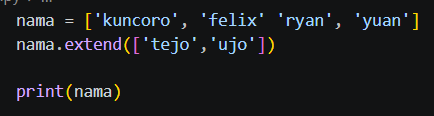 nama = ['kuncoro', 'felix' 'ryan', 'yuan']
nama.extend(['tejo','ujo'])
print(nama)